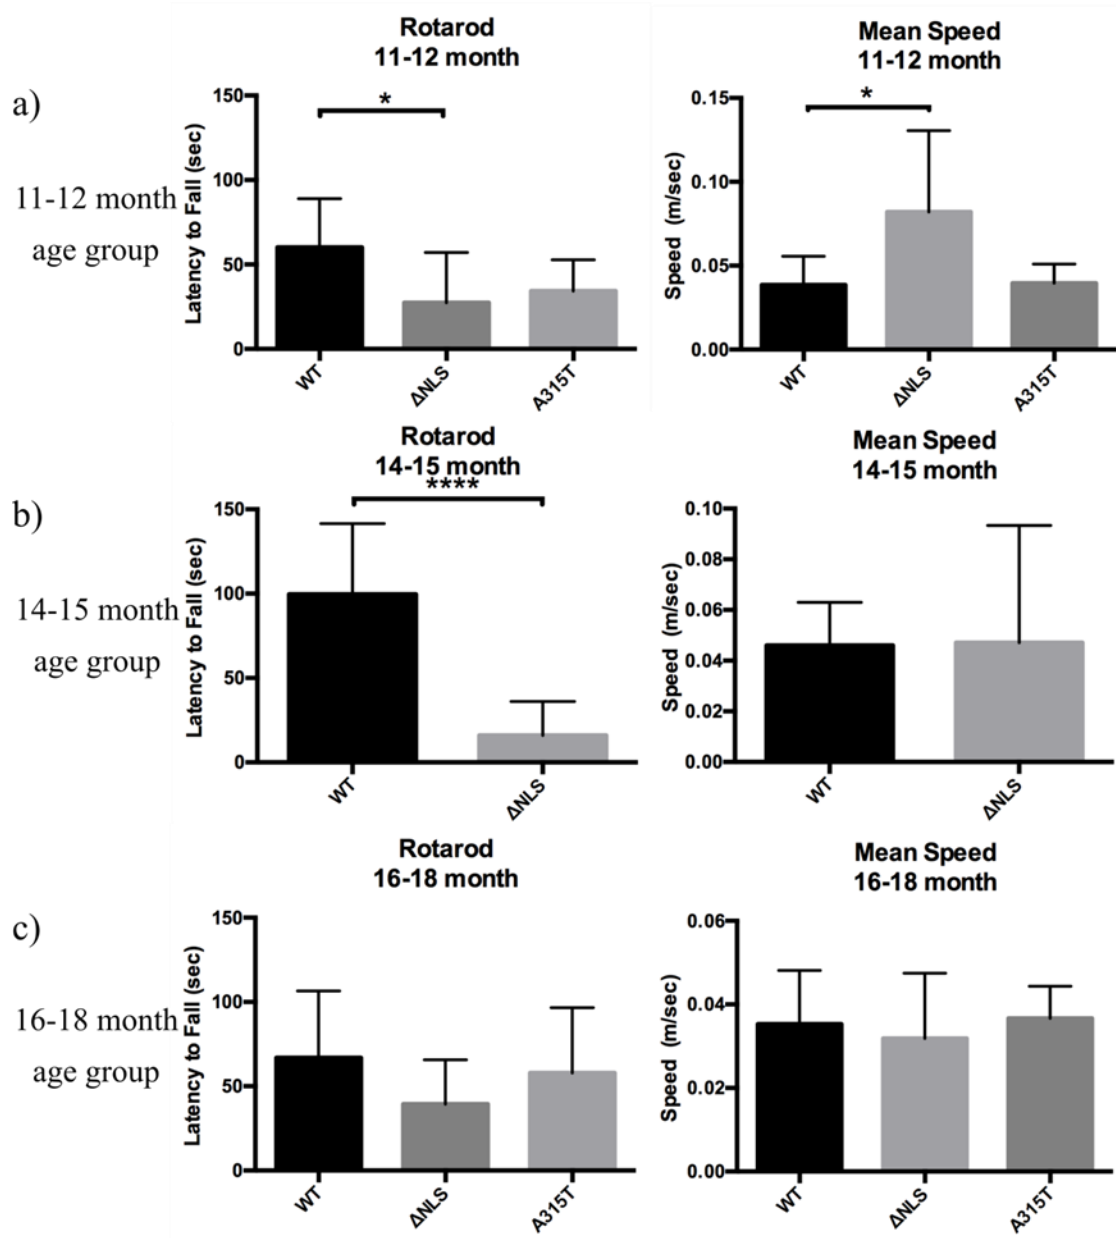 a)
11-12 month
age group
Rotarod
11-12 month
*
Latency to Fall (sec)
150
100
50
0
WT
ΔNLS
A315T
Mean Speed
11-12 month
*
Speed (m/sec)
0.15
0.10
0.05
0.00
WT
ΔNLS
A315T
b)
14-15 month
age group
Rotarod
14-15 month
****
Latency to Fall (sec)
150
100
50
0
WT
ΔNLS
Mean Speed
14-15 month
Speed (m/sec)
0.10
0.08
0.06
0.04
0.02
0.00
WT
ΔNLS
c)
16-18 month
age group
Rotarod
16-18 month
Latency to Fall (sec)
150
100
50
0
WT
ΔNLS
A315T
Mean Speed
16-18 month
Speed (m/sec)
0.06
0.04
0.02
0.00
WT
ΔNLS
A315T